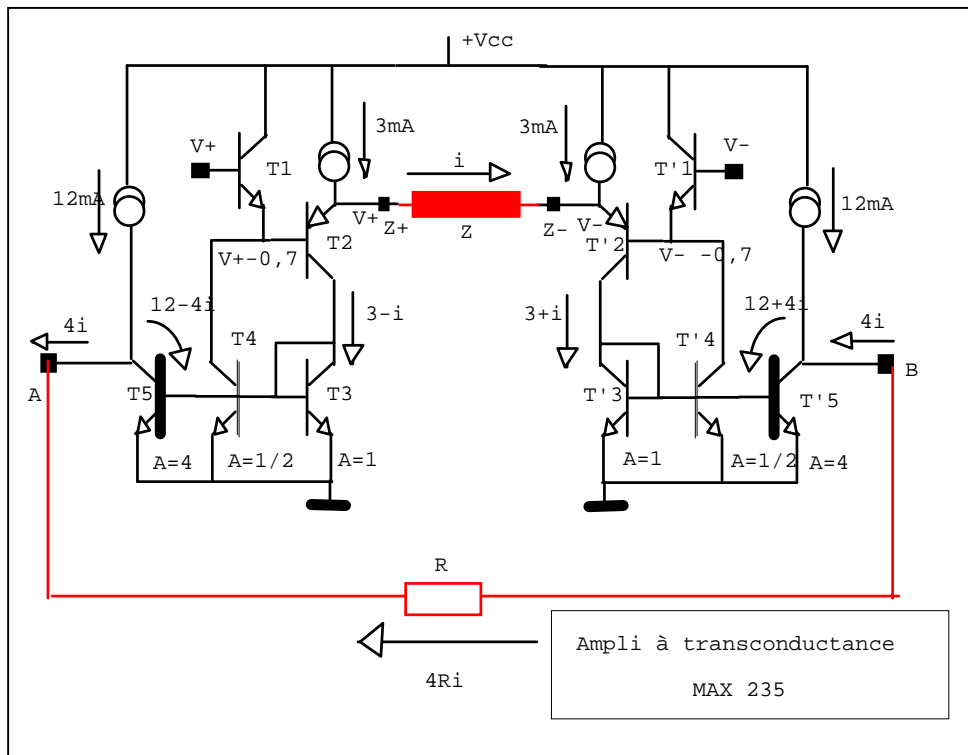 +Vcc
3mA
3mA
V+
V-
T1
i
T'1
12mA
12mA
V+
Z+
Z
Z-
V-
T2
T'2
V+-0,7
V- -0,7
12-4i
3-i
3+i
12+4i
4i
4i
T4
T'4
A
B
T5
T3
T'3
T'5
A=4
A=1/2
A=1
A=1
A=1/2
A=4
R
4Ri
Ampli à transconductance
MAX 235